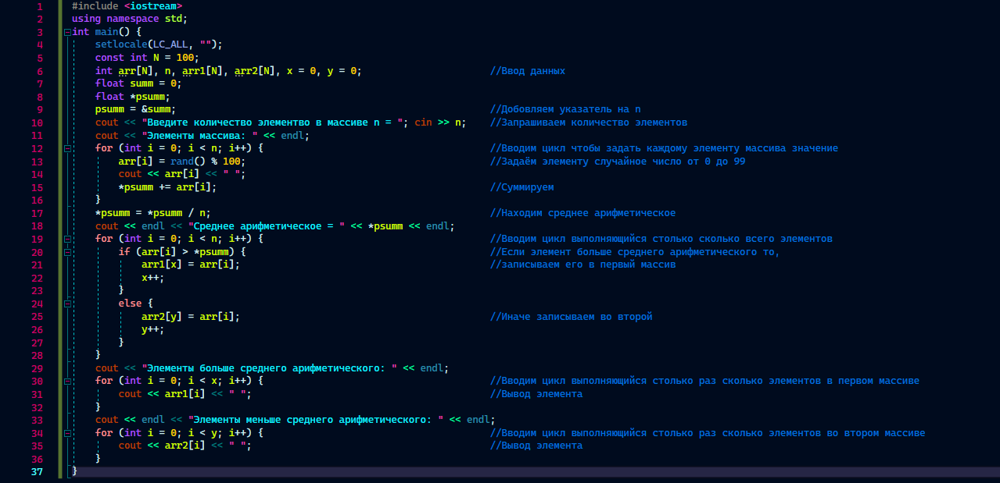 1 #include <iostream>
2 using namespace std;
3 int main() {
4 setlocale(LC_ALL, "");
5 const int N = 100;
6 int arr[N], n, arr1[N], arr2[N], x = 0, y = 0; //Ввод данных
7 float summ = 0;
8 float *psumm;
9 psumm = &summ; //Добовляем указатель на n
10 cout << "Введите количество элементво в массиве n = "; cin >> n; //Запрашиваем количество элементов
11 cout << "Элементы массива: " << endl;
12 for (int i = 0; i < n; i++) { //Вводим цикл чтобы задать каждому элементу массива значение
13 arr[i] = rand() % 100; //Задаём элементу случайное число от 0 до 99
14 cout << arr[i] << " ";
15 *psumm += arr[i]; //Суммируем
16 }
17 *psumm = *psumm / n; //Находим среднее арифметическое
18 cout << endl << "Среднее арифметическое = " << *psumm << endl;
19 for (int i = 0; i < n; i++) { //Вводим цикл выполняющийся столько сколько всего элементов
20 if (arr[i] > *psumm) { //Если элемент больше среднего арифметического то,
21 arr1[x] = arr[i]; //записываем его в первый массив
22 x++;
23 }
24 else {
25 arr2[y] = arr[i]; //Иначе записываем во второй
26 y++;
27 }
28 }
29 cout << "Элементы больше среднего арифметического: " << endl;
30 for (int i = 0; i < x; i++) { //Вводим цикл выполняющийся столько раз сколько элементов в первом массиве
31 cout << arr1[i] << " "; //Вывод элемента
32 }
33 cout << endl << "Элементы меньше среднего арифметического: " << endl;
34 for (int i = 0; i < y; i++) { //Вводим цикл выполняющийся столько раз сколько элементов во втором массиве
35 cout << arr2[i] << " "; //Вывод элемента
36 }
37 }